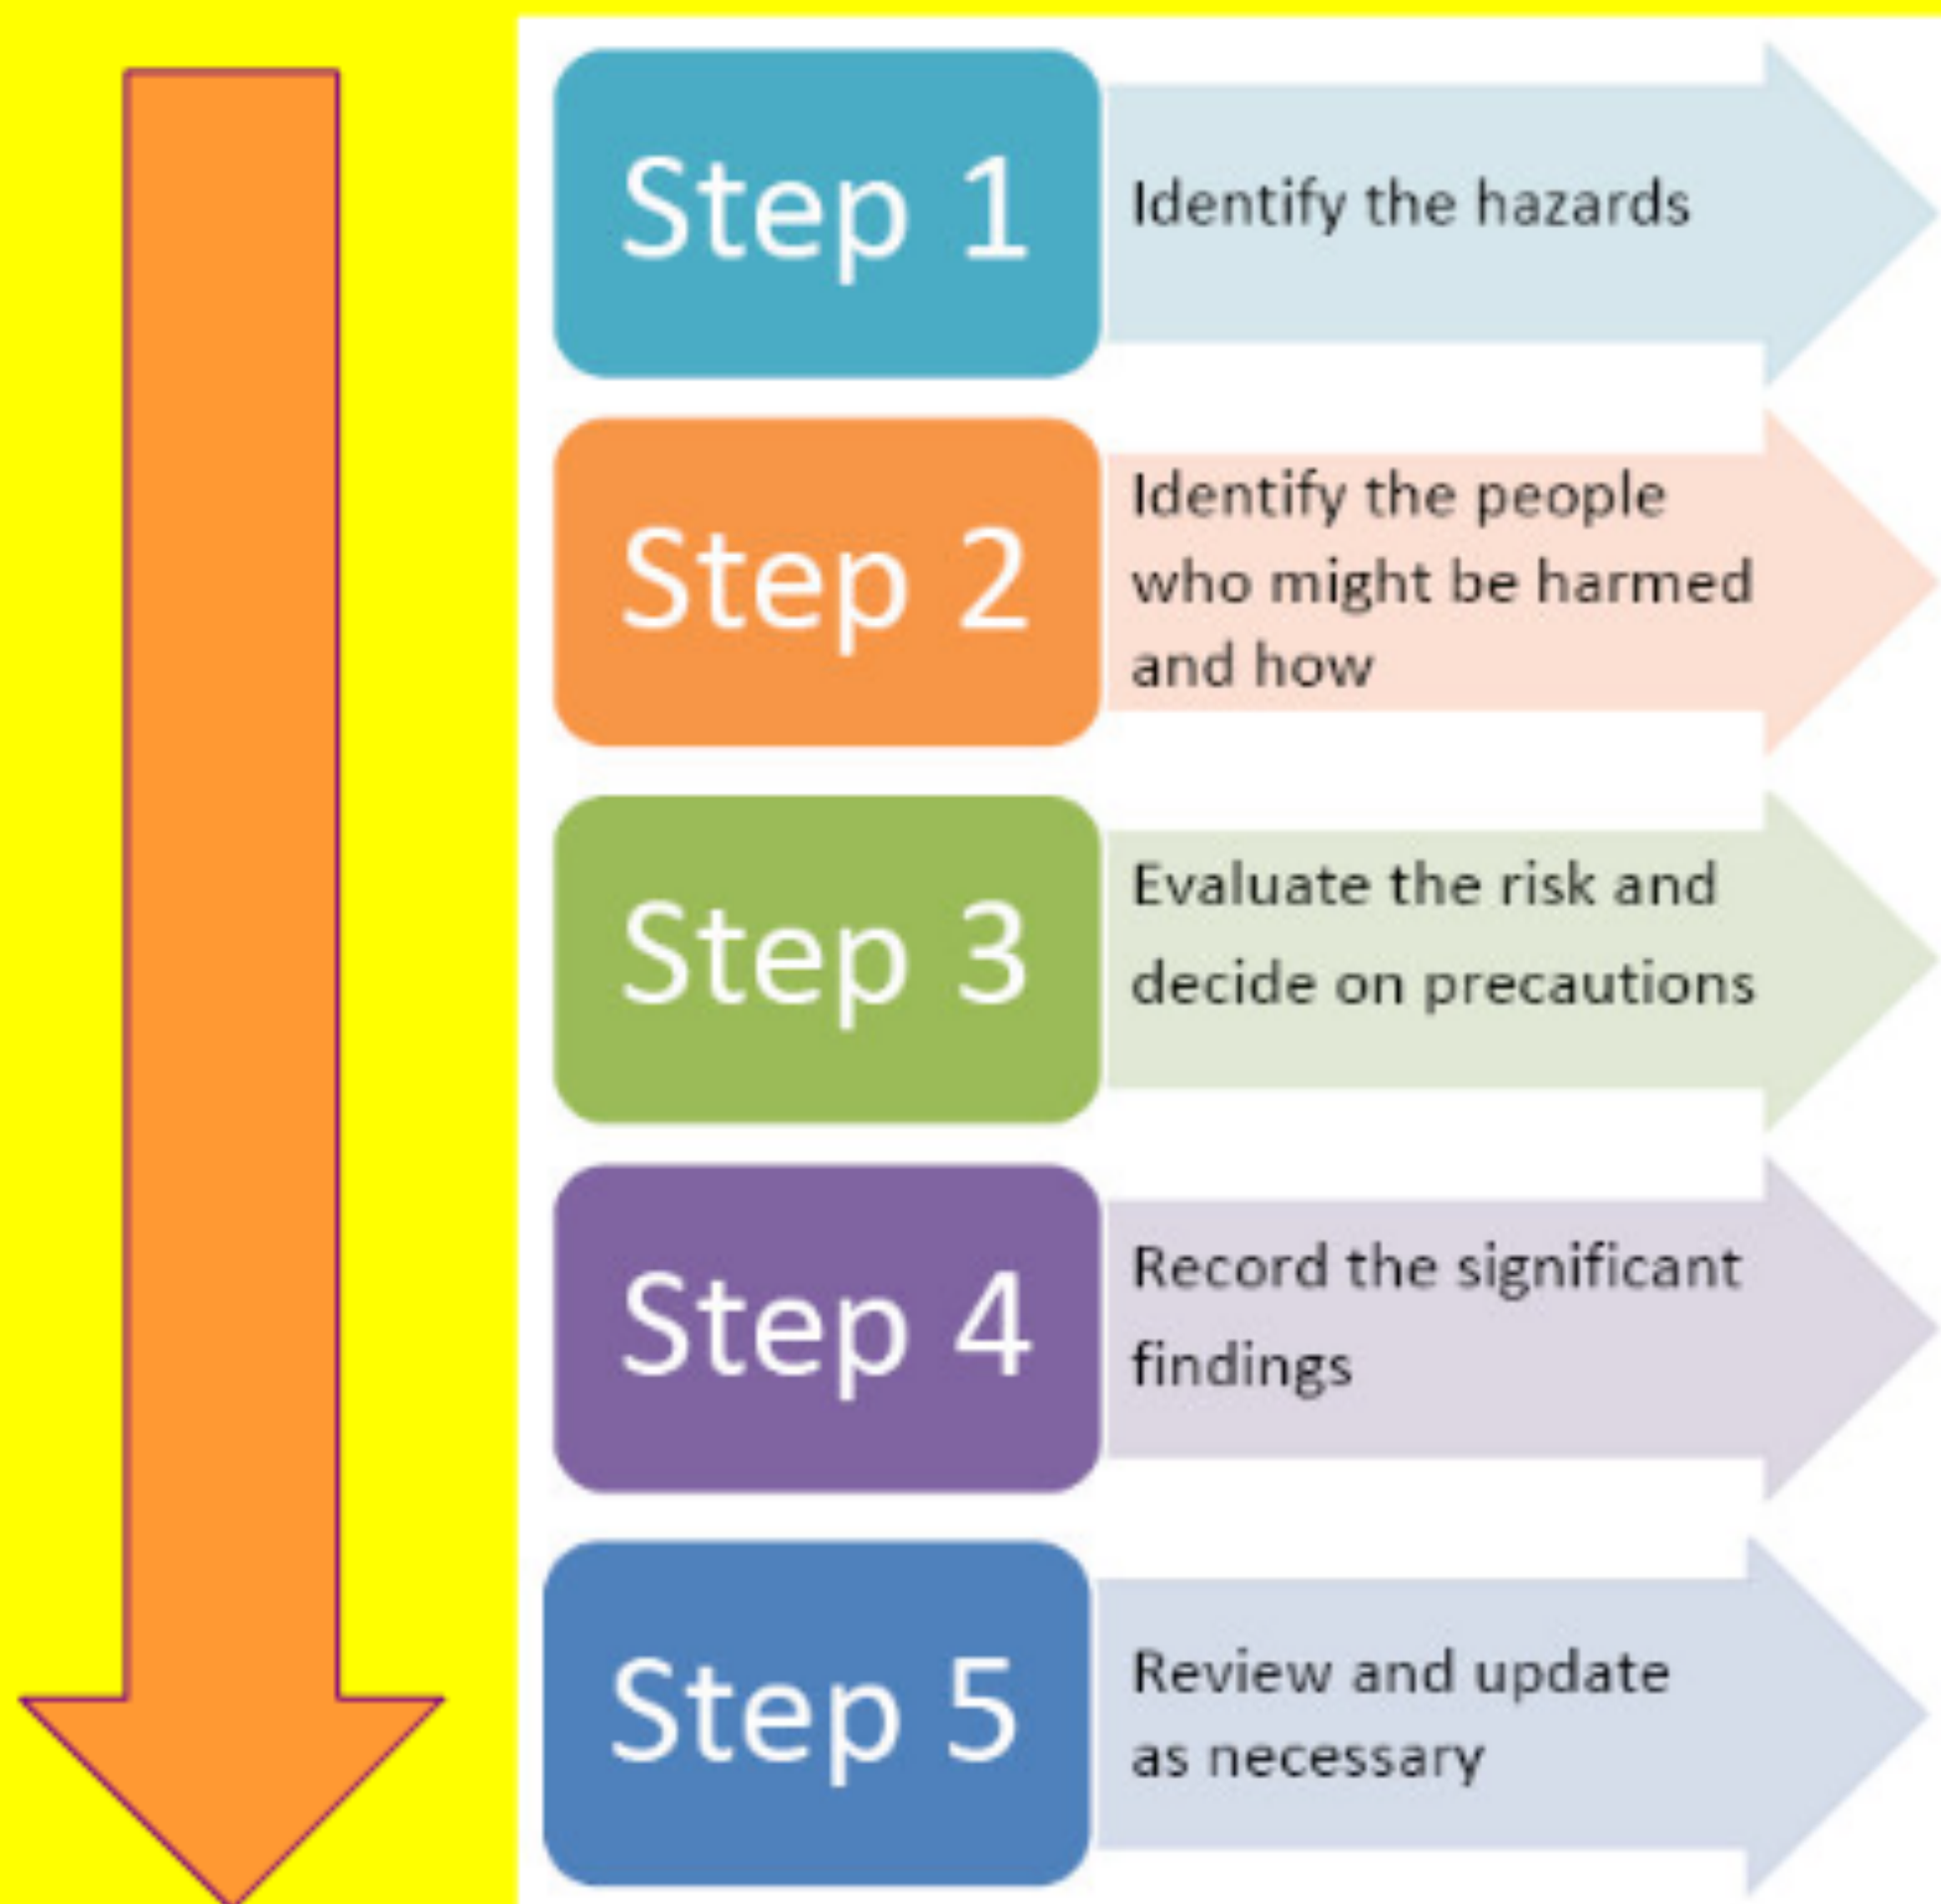 Step 1
Identify the hazards
Step 2
Identify the people
who might be harmed
and how
Step 3
Evaluate the risk and
decide on precautions
Step 4
Record the significant
findings
Step 5
Review and update
as necessary